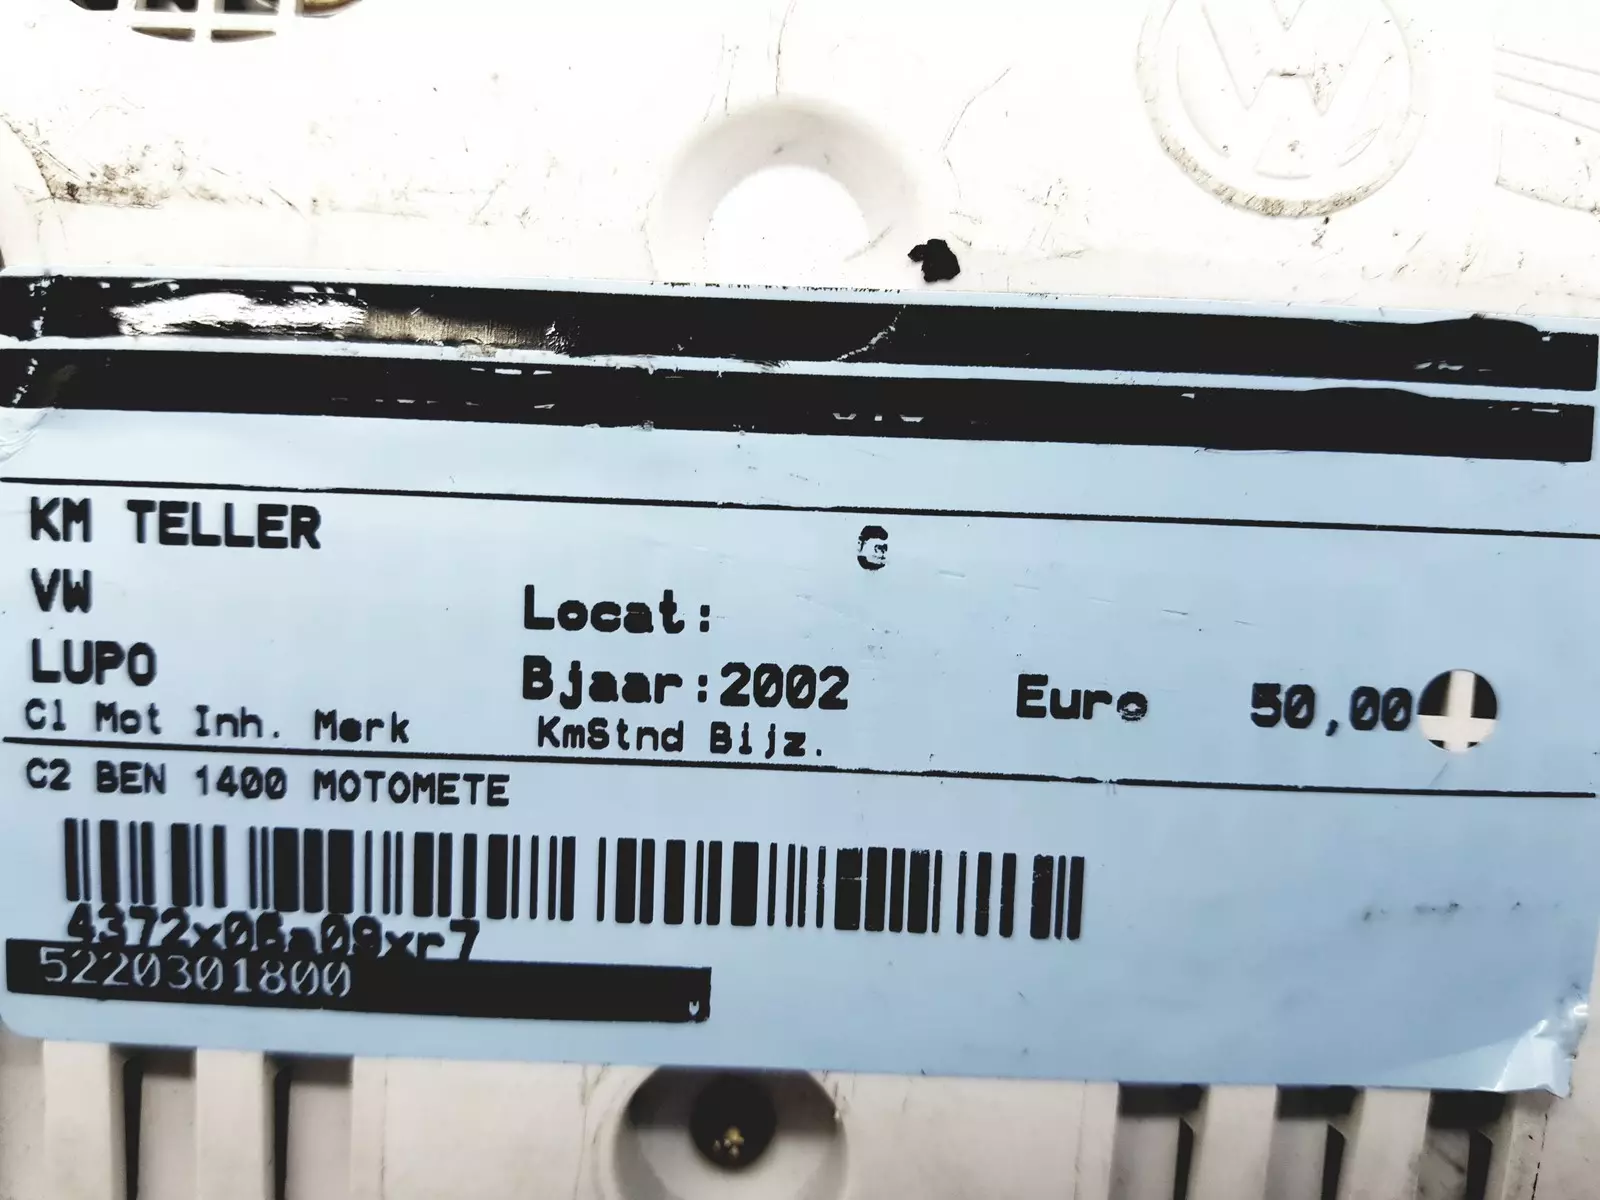 KM TELLER
G
VW
Locat:
LUPO
Bjaar:2002
Euro 50,00
C1 Mot Inh. Merk KmStnd Bijz.
C2 BEN 1400 MOTOMETE
4372x06a09xr7
5220301800